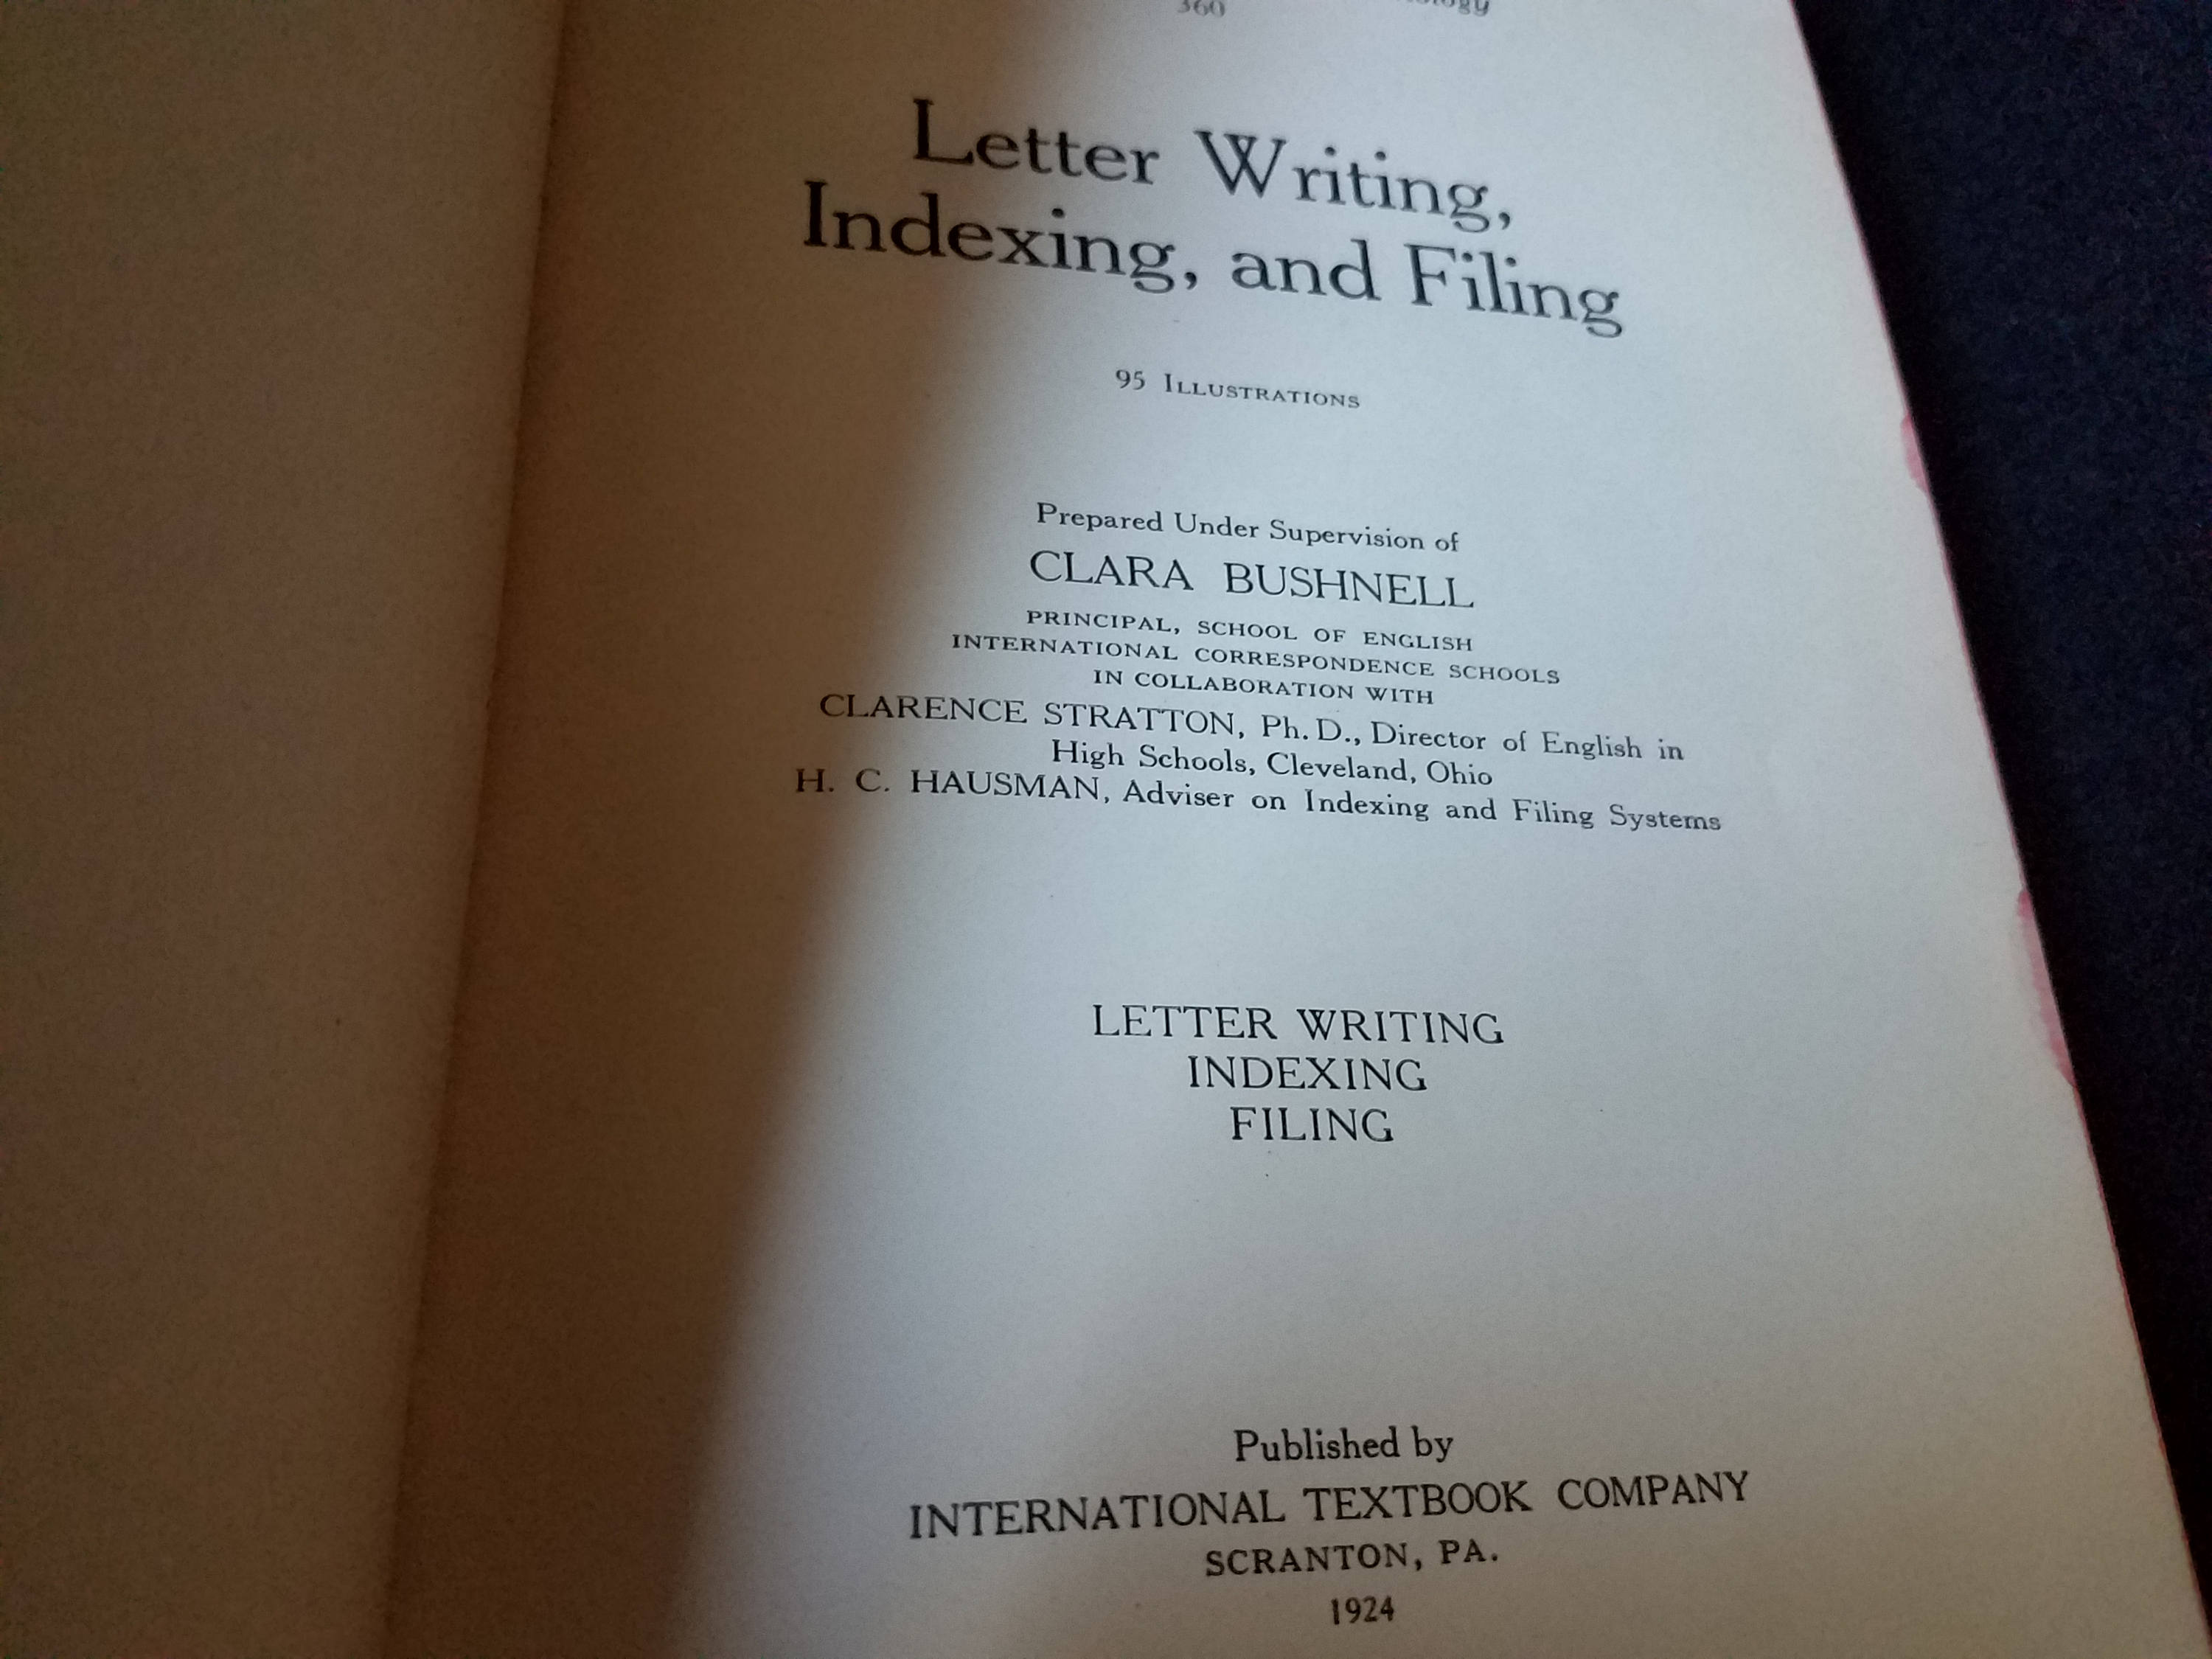 360
Letter Writing,
Indexing, and Filing
95 Illustrations
Prepared Under Supervision of
CLARA BUSHNELL
PRINCIPAL, SCHOOL OF ENGLISH
INTERNATIONAL CORRESPONDENCE SCHOOLS
IN COLLABORATION WITH
CLARENCE STRATTON, Ph. D., Director of English in
High Schools, Cleveland, Ohio
H. C. HAUSMAN, Adviser on Indexing and Filing Systems
LETTER WRITING
INDEXING
FILING
Published by
INTERNATIONAL TEXTBOOK COMPANY
SCRANTON, PA.
1924